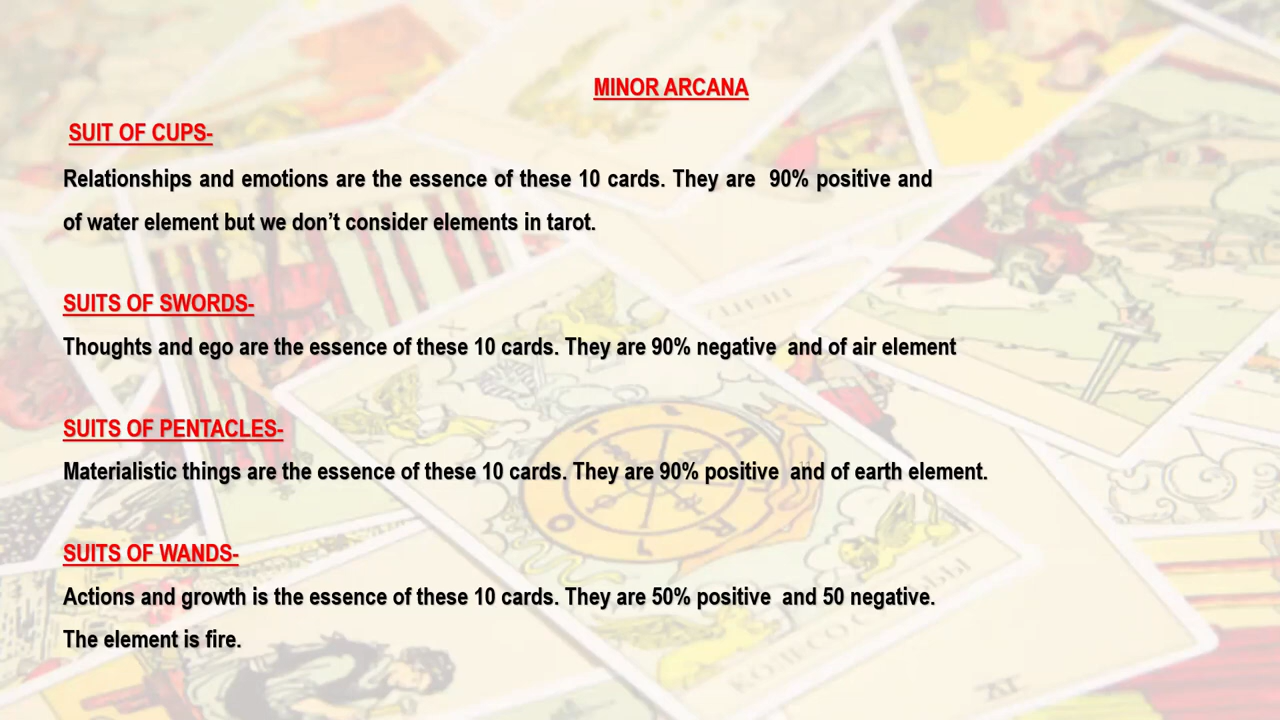 MINOR ARCANA
SUIT OF CUPS-
Relationships and emotions are the essence of these 10 cards. They are 90% positive and
of water element but we don’t consider elements in tarot.
SUITS OF SWORDS-
Thoughts and ego are the essence of these 10 cards. They are 90% negative and of air element
SUITS OF PENTACLES-
Materialistic things are the essence of these 10 cards. They are 90% positive and of earth element.
SUITS OF WANDS-
Actions and growth is the essence of these 10 cards. They are 50% positive and 50 negative.
The element is fire.